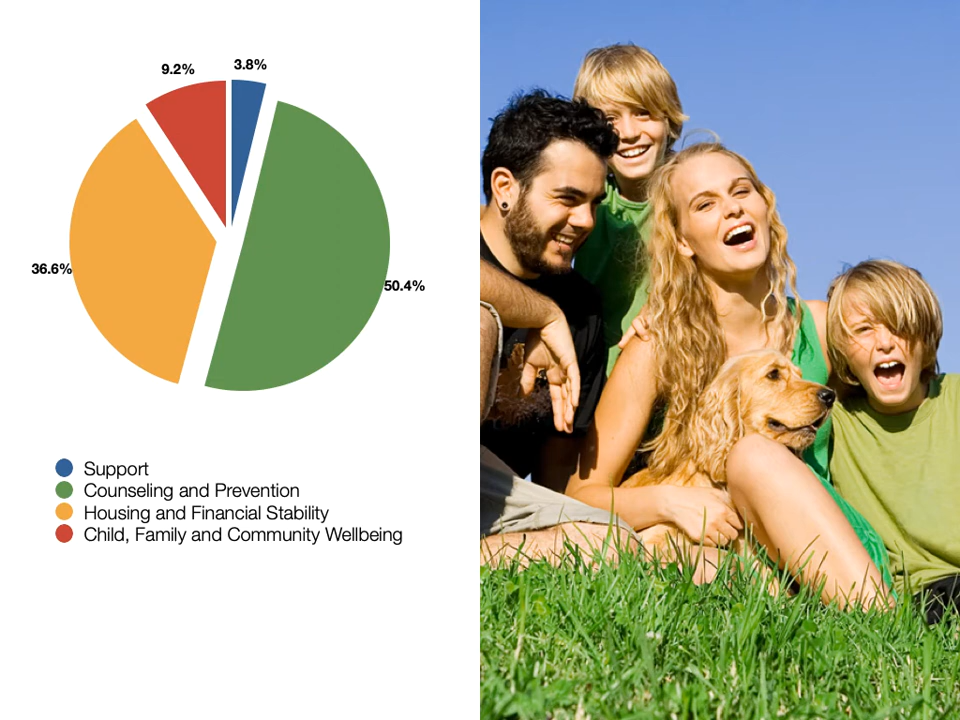 9.2%
3.8%
36.6%
50.4%
Support
Counseling and Prevention
Housing and Financial Stability
Child, Family and Community Wellbeing